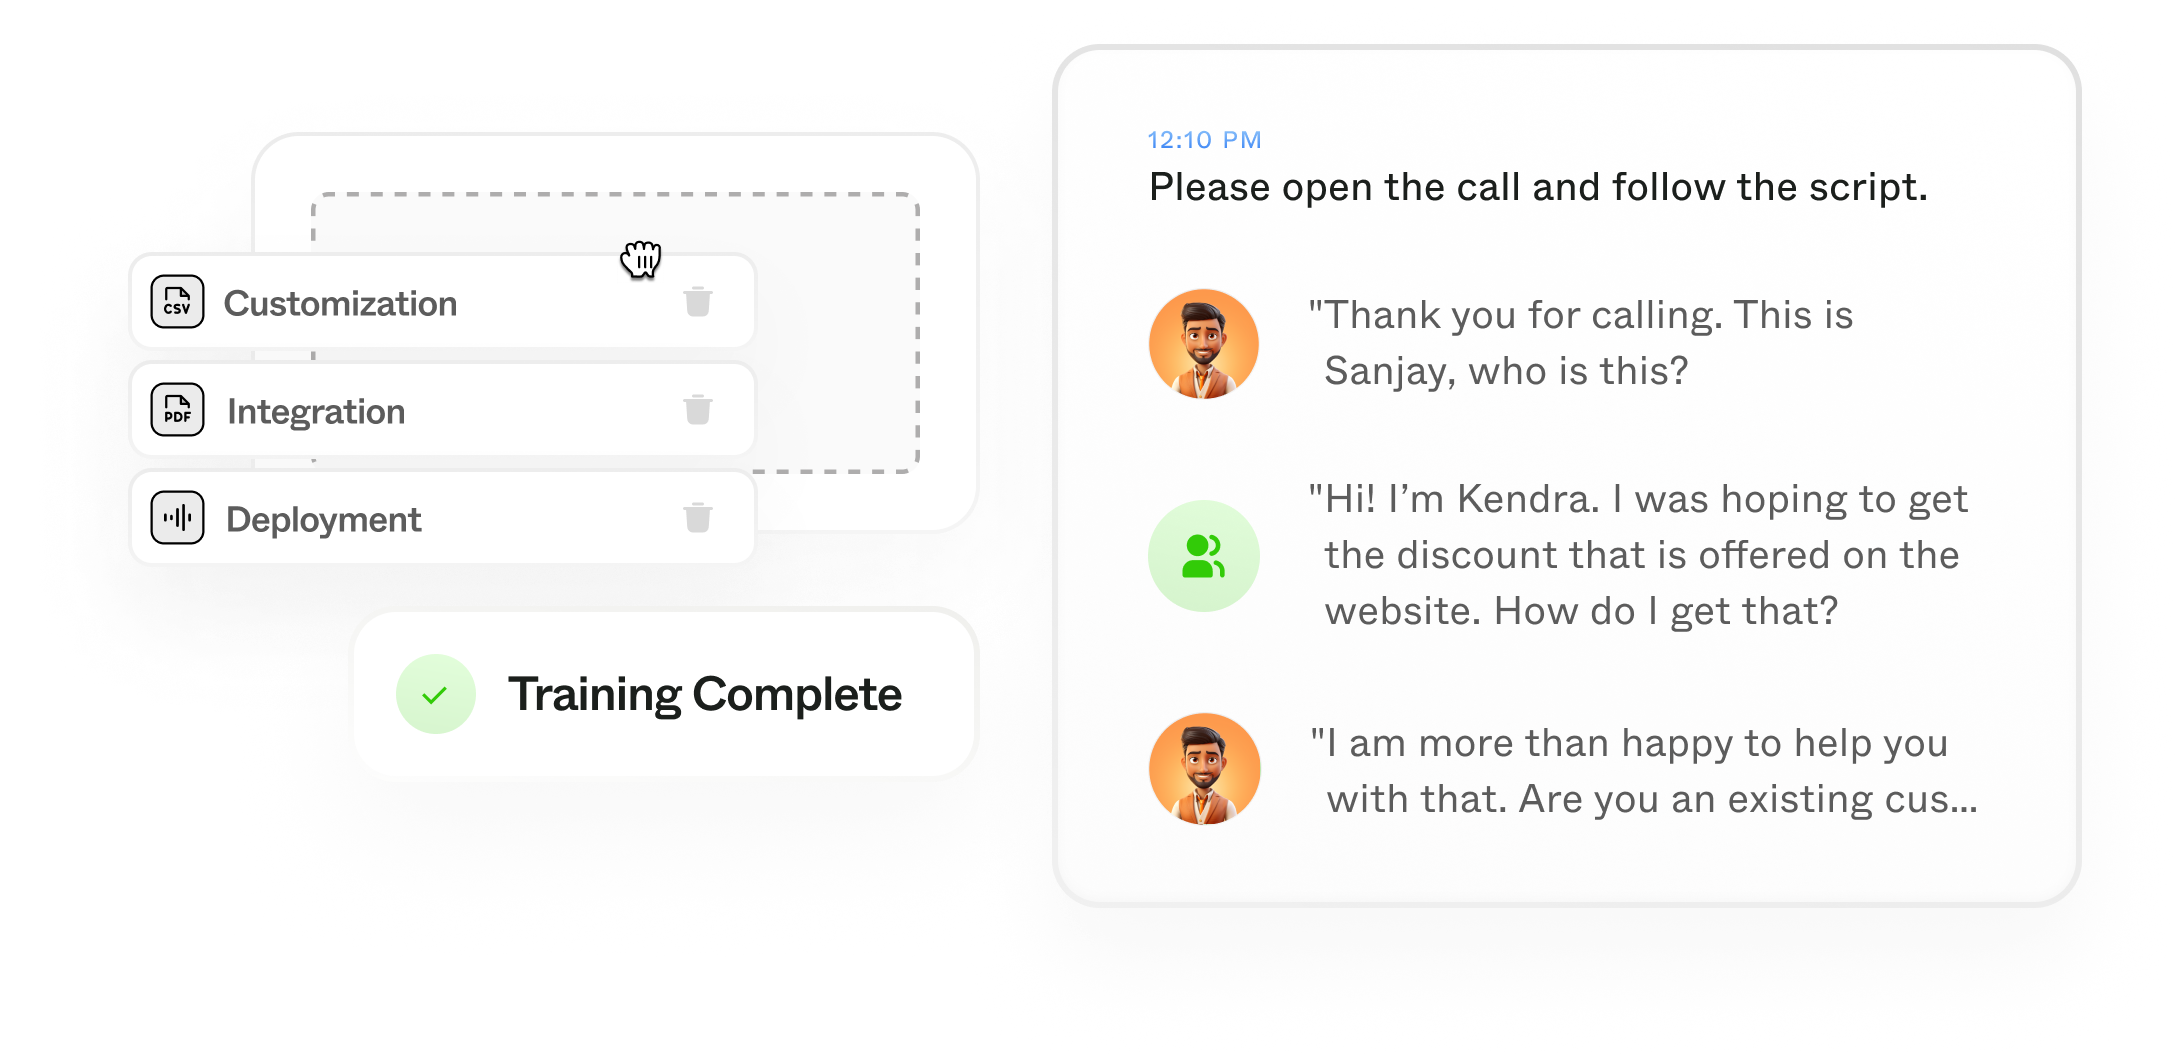 CSV
Customization
PDF
Integration
Deployment
Training Complete
12:10 PM
Please open the call and follow the script.
"Thank you for calling. This is
Sanjay, who is this?
"Hi! I’m Kendra. I was hoping to get
the discount that is offered on the
website. How do I get that?
"I am more than happy to help you
with that. Are you an existing cus...